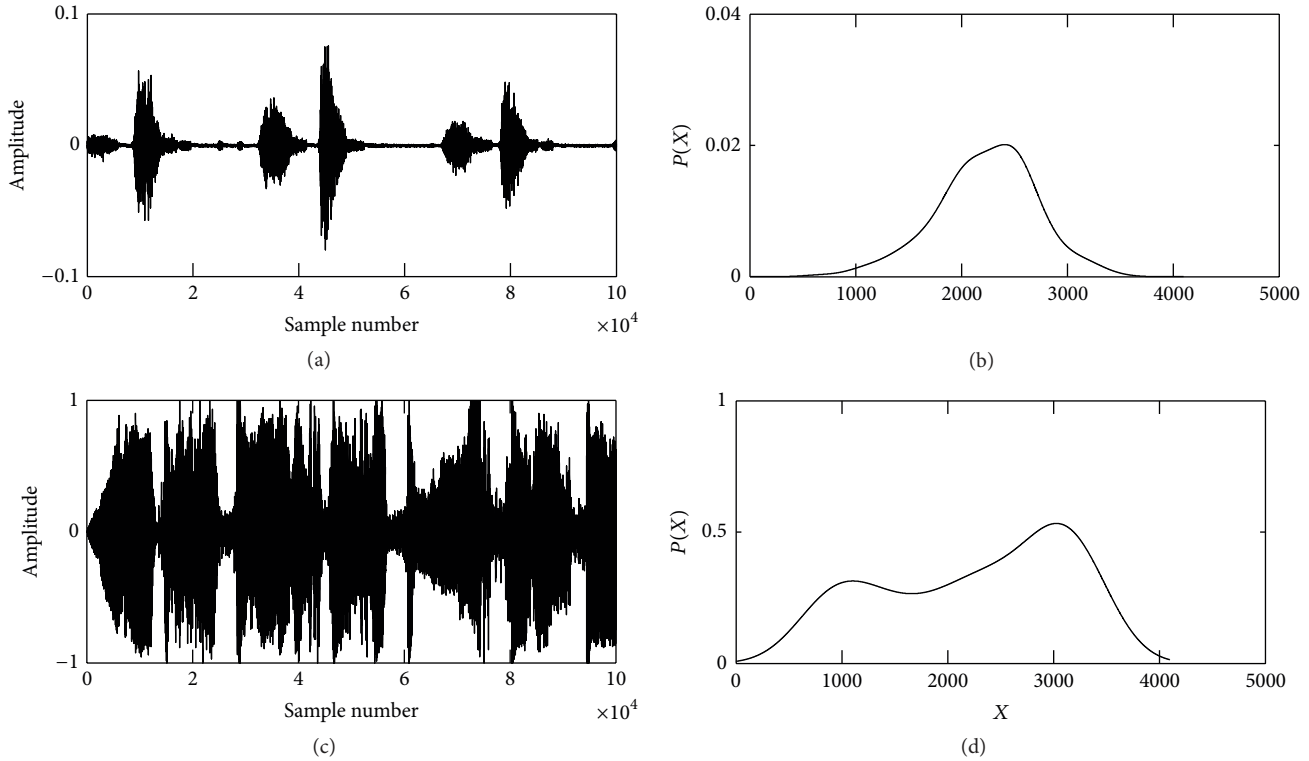 0.1
0
−0.1
Amplitude
0 2 4 6 8 10
Sample number
×10⁴
(a)
0.04
0.02
0
P(X)
0 1000 2000 3000 4000 5000
(b)
1
0
−1
Amplitude
0 2 4 6 8 10
Sample number
×10⁴
(c)
1
0.5
0
P(X)
0 1000 2000 3000 4000 5000
X
(d)